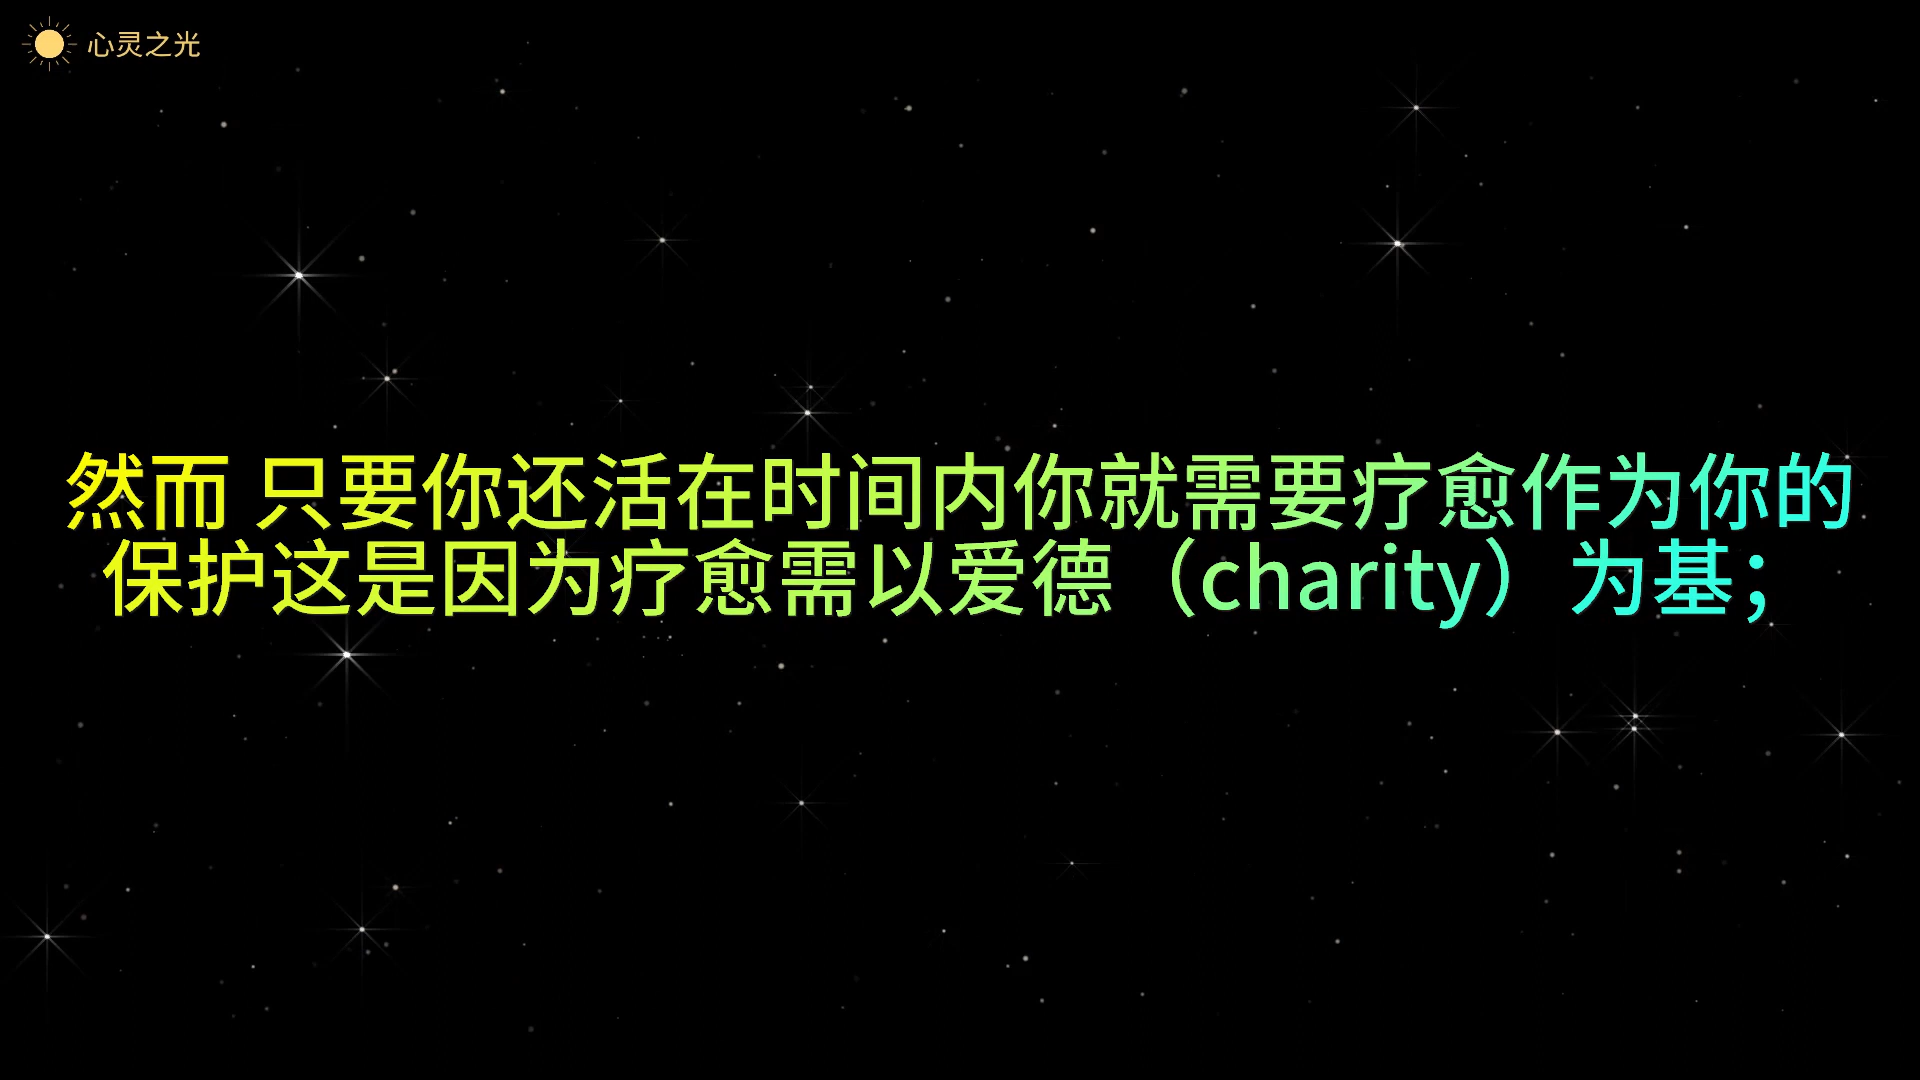 心灵之光
然而 只要你还活在时间内你就需要疗愈作为你的
保护这是因为疗愈需以爱德（charity）为基；